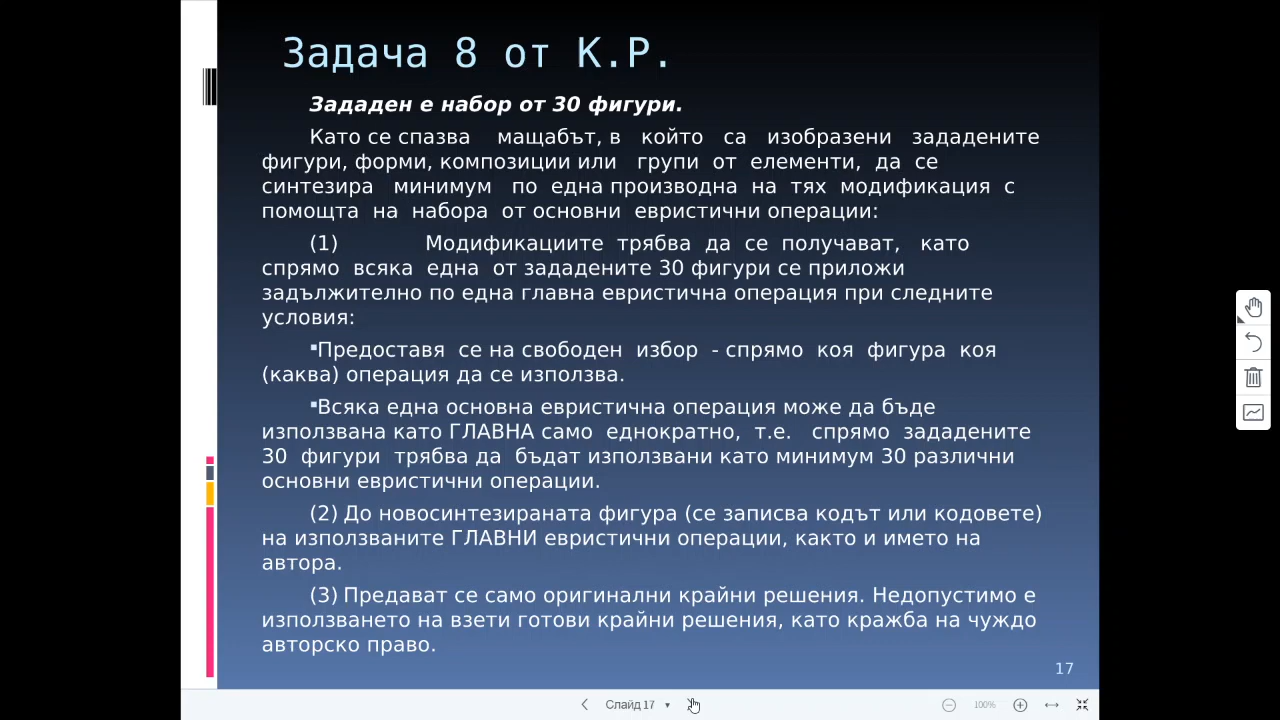 Задача 8 от К.Р.
Зададен е набор от 30 фигури.
Като се спазва мащабът, в който са изобразени зададените
фигури, форми, композиции или групи от елементи, да се
синтезира минимум по една производна на тях модификация с
помощта на набора от основни евристични операции:
(1) Модификациите трябва да се получават, като
спрямо всяка една от зададените 30 фигури се приложи
задължително по една главна евристична операция при следните
условия:
▪Предоставя се на свободен избор - спрямо коя фигура коя
(каква) операция да се използва.
▪Всяка една основна евристична операция може да бъде
използвана като ГЛАВНА само еднократно, т.е. спрямо зададените
30 фигури трябва да бъдат използвани като минимум 30 различни
основни евристични операции.
(2) До новосинтезираната фигура (се записва кодът или кодовете)
на използваните ГЛАВНИ евристични операции, както и името на
автора.
(3) Предават се само оригинални крайни решения. Недопустимо е
използването на взети готови крайни решения, като кражба на чуждо
авторско право.
17
Слайд 17
100%